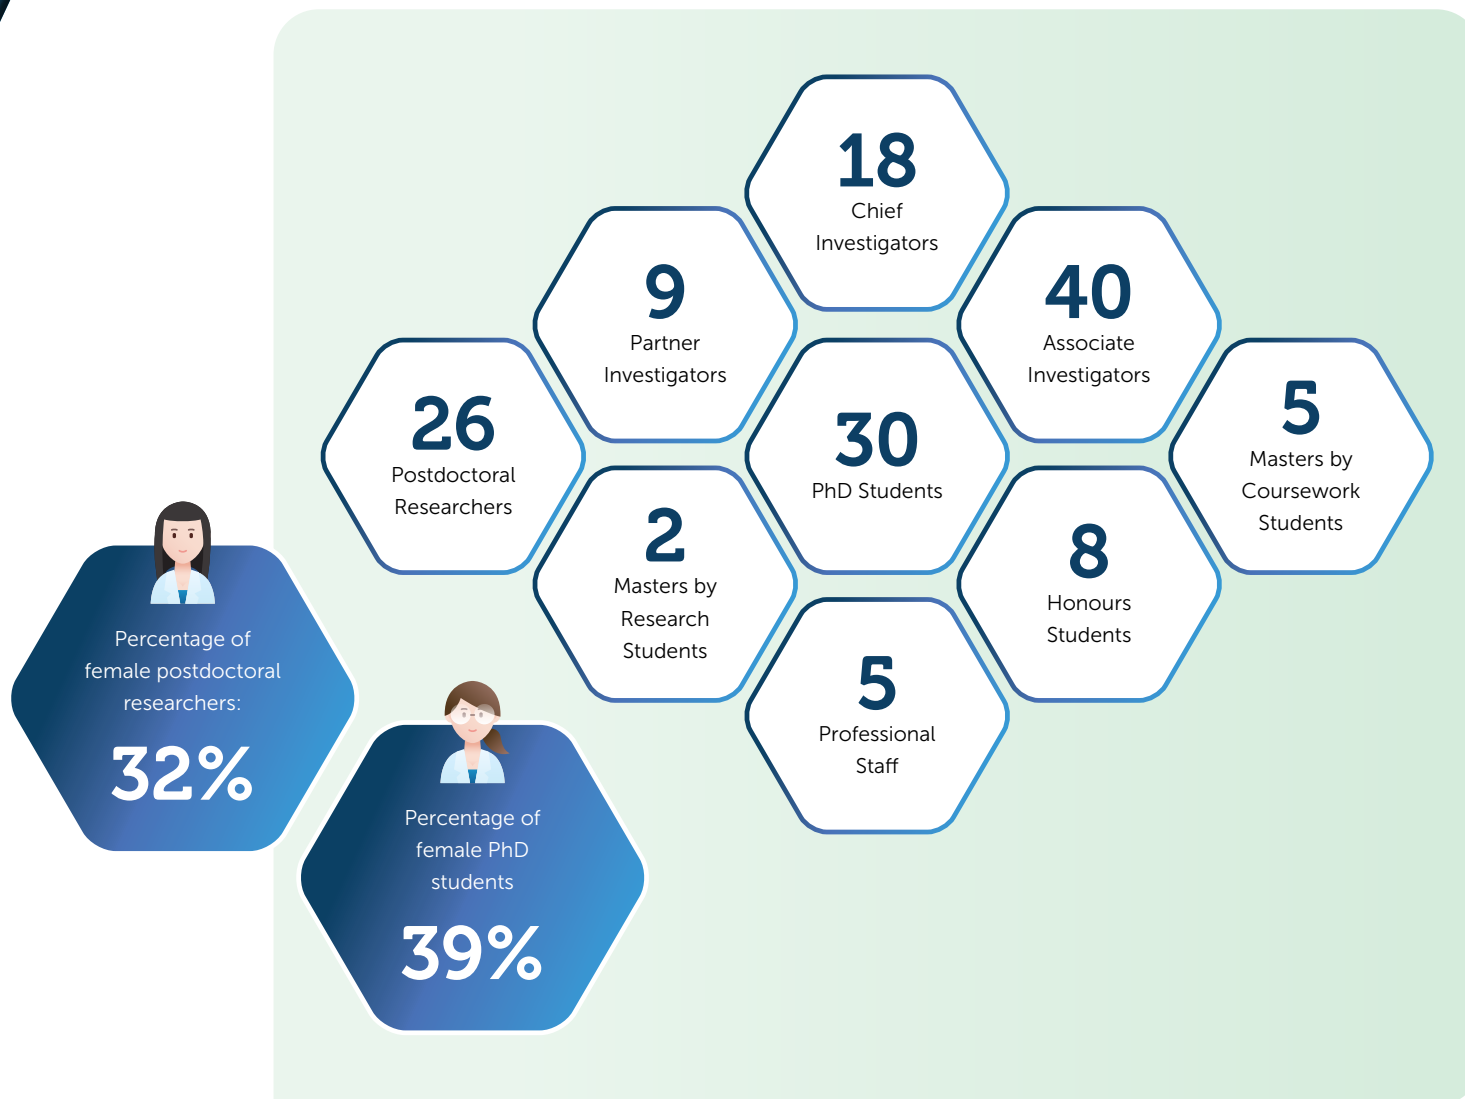 18
Chief
Investigators
9
Partner
Investigators
40
Associate
Investigators
26
Postdoctoral
Researchers
30
PhD Students
5
Masters by
Coursework
Students
2
Masters by
Research
Students
8
Honours
Students
5
Professional
Staff
Percentage of
female postdoctoral
researchers:
32%
Percentage of
female PhD
students
39%